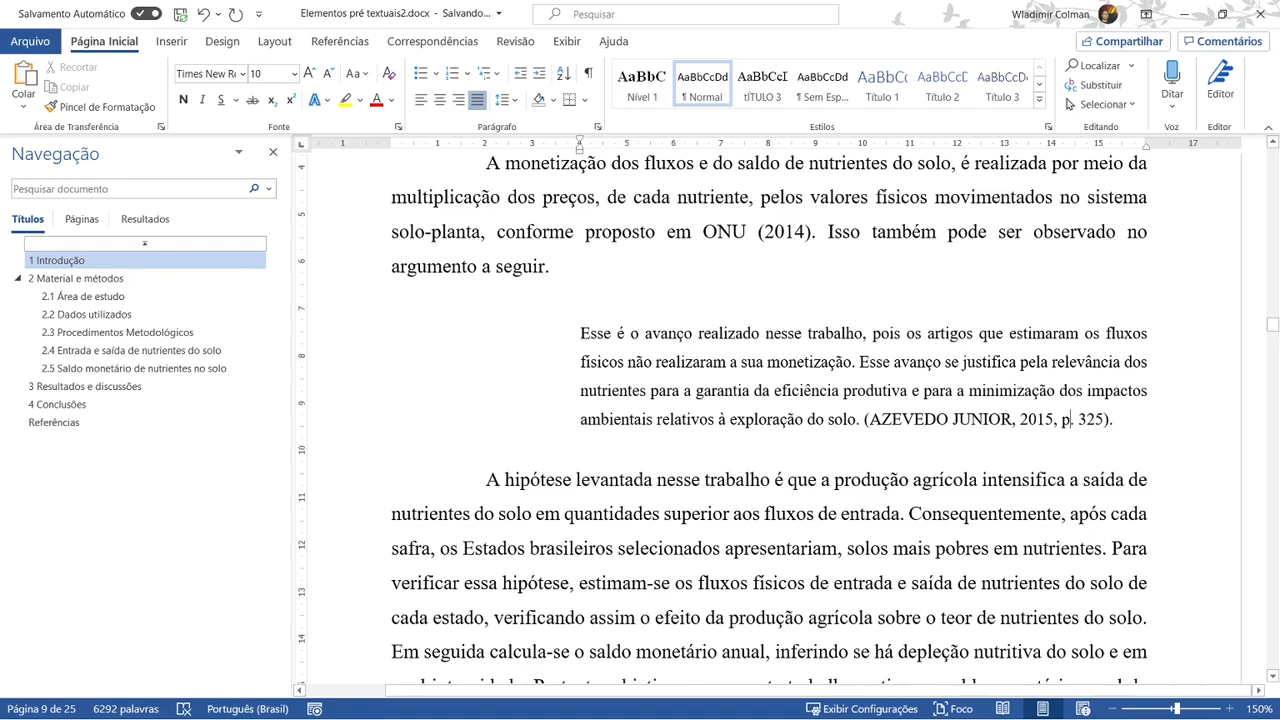 Salvamento Automático
Elementos pré textuais2.docx - Salvando...
Pesquisar
Wladimir Colman
Arquivo Página Inicial Inserir Design Layout Referências Correspondências Revisão Exibir Ajuda
Compartilhar Comentários
Colar
Recortar
Copiar
Pincel de Formatação
Área de Transferência
Times New R 10
Fonte
Parágrafo
AaBbC AaBbCcDd AaBbCcI AaBbCcDd AaBbC AaBbCcD AaBbCcD
Nível 1 ¶ Normal tÍTULO 3 ¶ Sem Esp... Título 1 Título 2 Título 3
Estilos
Localizar
Substituir
Selecionar
Editando
Ditar
Voz
Editor
Editor
Navegação
Pesquisar documento
Títulos Páginas Resultados
1 Introdução
2 Material e métodos
2.1 Área de estudo
2.2 Dados utilizados
2.3 Procedimentos Metodológicos
2.4 Entrada e saída de nutrientes do solo
2.5 Saldo monetário de nutrientes no solo
3 Resultados e discussões
4 Conclusões
Referências
A monetização dos fluxos e do saldo de nutrientes do solo, é realizada por meio da
multiplicação dos preços, de cada nutriente, pelos valores físicos movimentados no sistema
solo-planta, conforme proposto em ONU (2014). Isso também pode ser observado no
argumento a seguir.
Esse é o avanço realizado nesse trabalho, pois os artigos que estimaram os fluxos
físicos não realizaram a sua monetização. Esse avanço se justifica pela relevância dos
nutrientes para a garantia da eficiência produtiva e para a minimização dos impactos
ambientais relativos à exploração do solo. (AZEVEDO JUNIOR, 2015, p. 325).
A hipótese levantada nesse trabalho é que a produção agrícola intensifica a saída de
nutrientes do solo em quantidades superior aos fluxos de entrada. Consequentemente, após cada
safra, os Estados brasileiros selecionados apresentariam, solos mais pobres em nutrientes. Para
verificar essa hipótese, estimam-se os fluxos físicos de entrada e saída de nutrientes do solo de
cada estado, verificando assim o efeito da produção agrícola sobre o teor de nutrientes do solo.
Em seguida calcula-se o saldo monetário anual, inferindo se há depleção nutritiva do solo e em
Página 9 de 25 6292 palavras Português (Brasil) Exibir Configurações Foco 150%